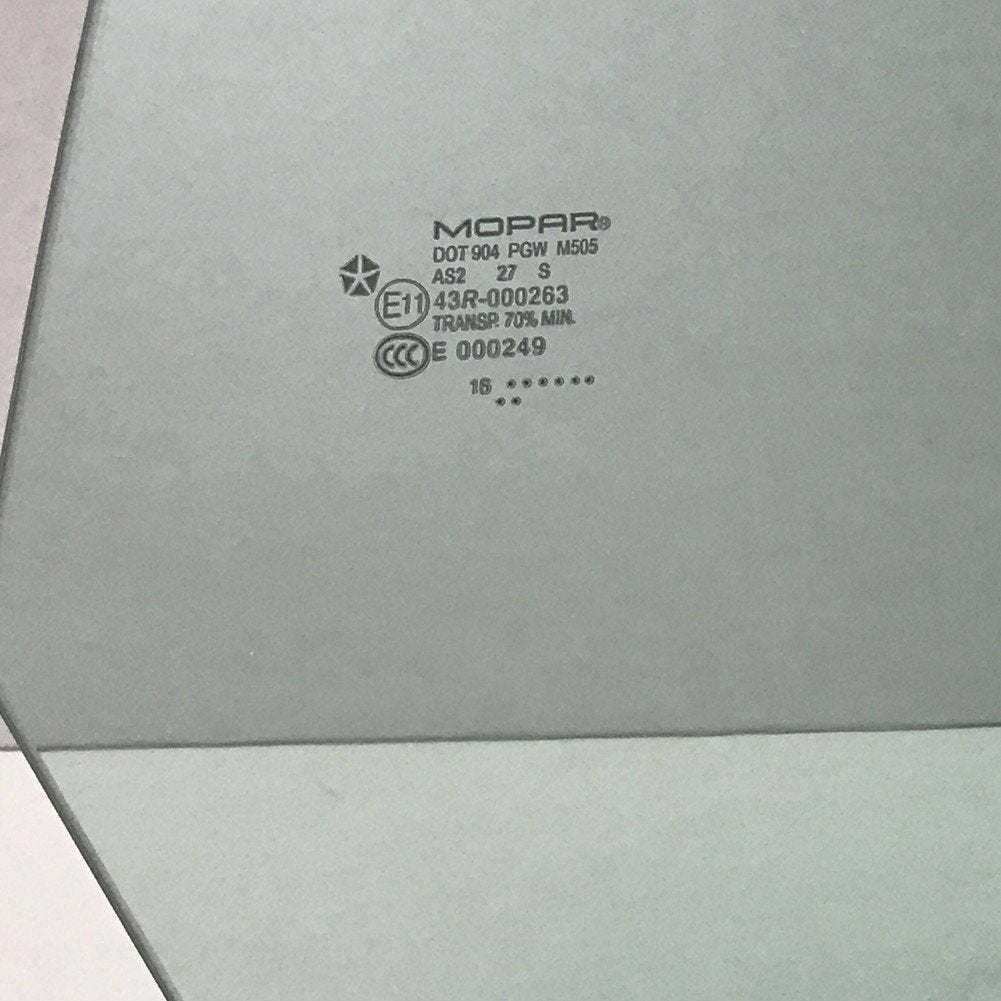 MOPAR®
DOT 904 PGW M505
AS2 27 S
E11 43R-000263
TRANSP. 70% MIN.
CCC E 000249
16